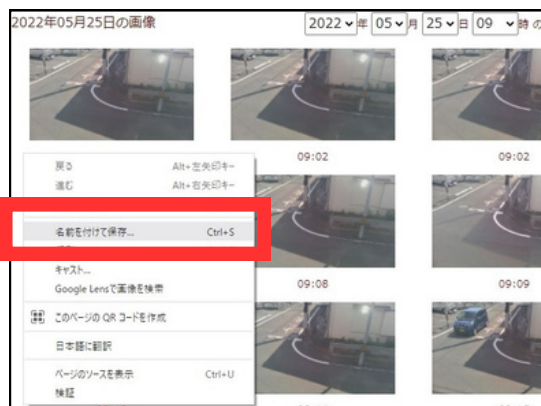 2022年05月25日の画像
2022 年 05 月 25 日 09 時 の
09:02
09:02
戻る Alt+左矢印キー
進む Alt+右矢印キー
名前を付けて保存... Ctrl+S
キャスト...
Google Lensで画像を検索
09:08
09:09
このページの QR コードを作成
日本語に翻訳
ページのソースを表示 Ctrl+U
検証